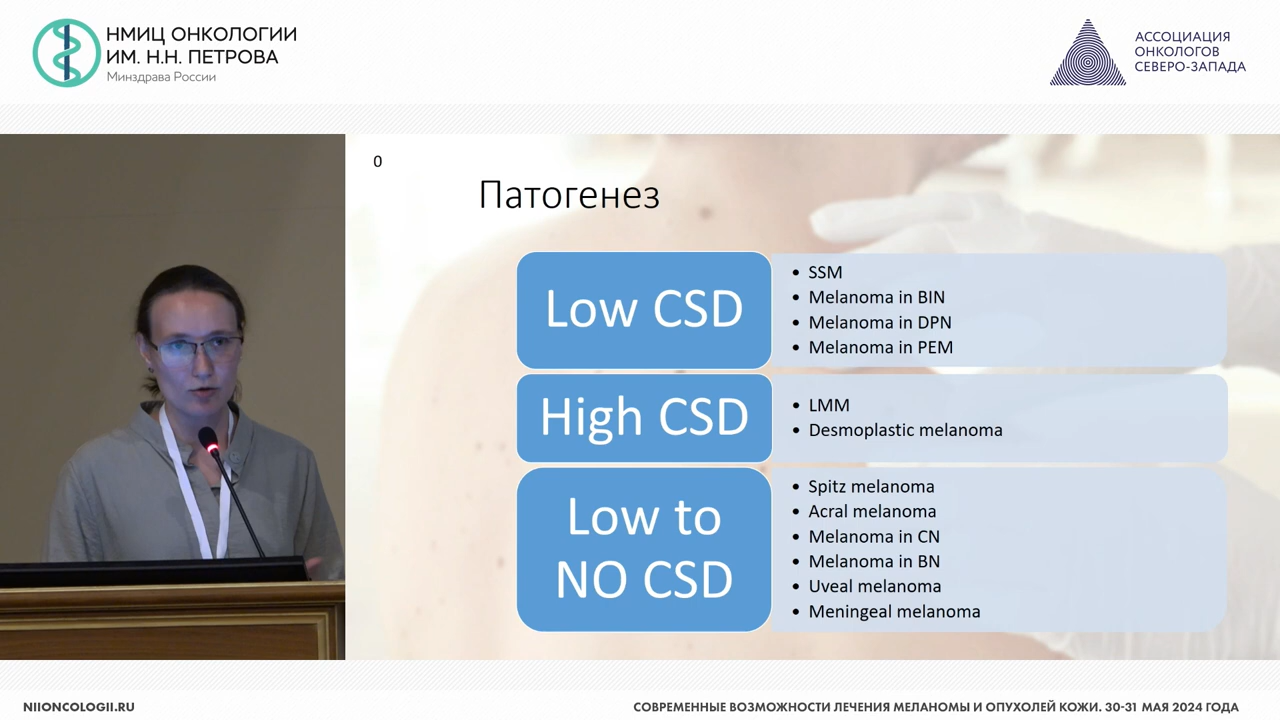 НМИЦ ОНКОЛОГИИ
ИМ. Н.Н. ПЕТРОВА
Минздрава России
АССОЦИАЦИЯ
ОНКОЛОГОВ
СЕВЕРО-ЗАПАДА
0
Патогенез
Low CSD
• SSM
• Melanoma in BIN
• Melanoma in DPN
• Melanoma in PEM
High CSD
• LMM
• Desmoplastic melanoma
Low to
NO CSD
• Spitz melanoma
• Acral melanoma
• Melanoma in CN
• Melanoma in BN
• Uveal melanoma
• Meningeal melanoma
NIIONCOLOGII.RU
СОВРЕМЕННЫЕ ВОЗМОЖНОСТИ ЛЕЧЕНИЯ МЕЛАНОМЫ И ОПУХОЛЕЙ КОЖИ. 30-31 МАЯ 2024 ГОДА